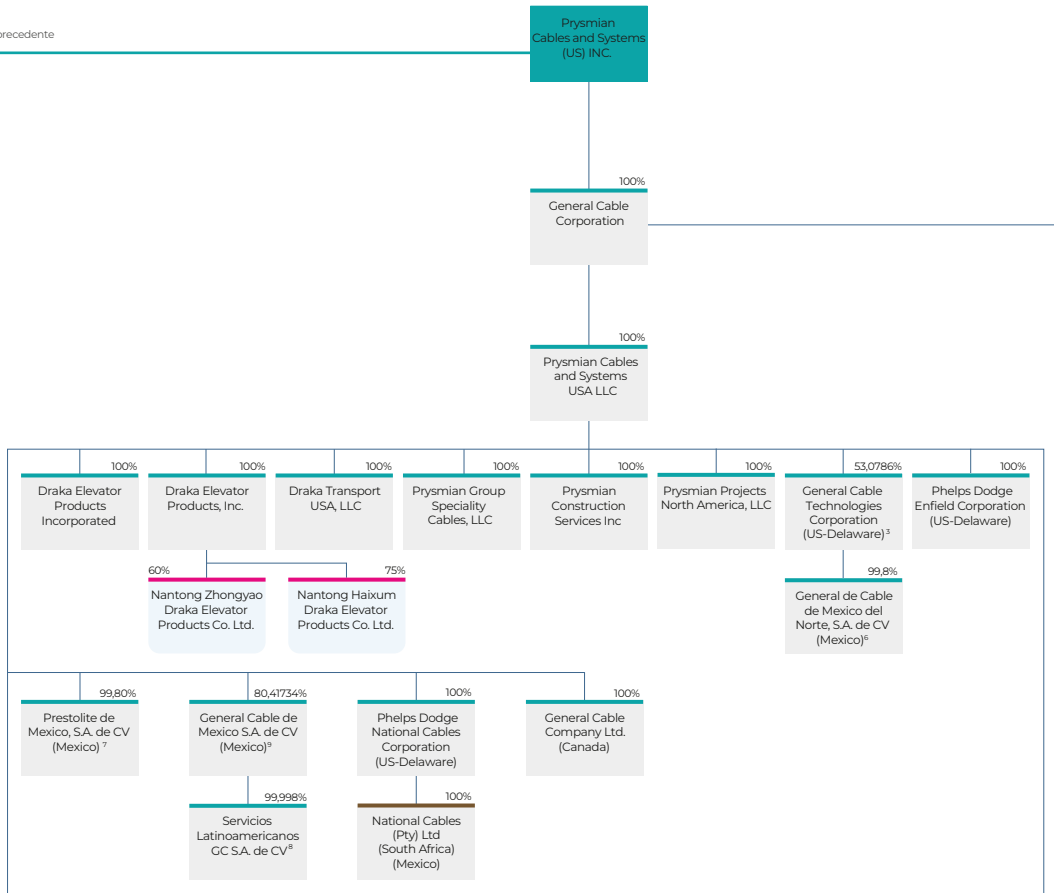 precedente
Prysmian
Cables and Systems
(US) INC.
100%
General Cable
Corporation
100%
Prysmian Cables
and Systems
USA LLC
100%
Draka Elevator
Products
Incorporated
100%
Draka Elevator
Products, Inc.
100%
Draka Transport
USA, LLC
100%
Prysmian Group
Speciality
Cables, LLC
100%
Prysmian
Construction
Services Inc
100%
Prysmian Projects
North America, LLC
53,0786%
General Cable
Technologies
Corporation
(US-Delaware)³
100%
Phelps Dodge
Enfield Corporation
(US-Delaware)
60%
Nantong Zhongyao
Draka Elevator
Products Co. Ltd.
75%
Nantong Haixum
Draka Elevator
Products Co. Ltd.
99,8%
General de Cable
de Mexico del
Norte, S.A. de CV
(Mexico)⁶
99,80%
Prestolite de
Mexico, S.A. de CV
(Mexico) ⁷
80,41734%
General Cable de
Mexico S.A. de CV
(Mexico)⁹
100%
Phelps Dodge
National Cables
Corporation
(US-Delaware)
100%
General Cable
Company Ltd.
(Canada)
99,998%
Servicios
Latinoamericanos
GC S.A. de CV⁸
100%
National Cables
(Pty) Ltd
(South Africa)
(Mexico)